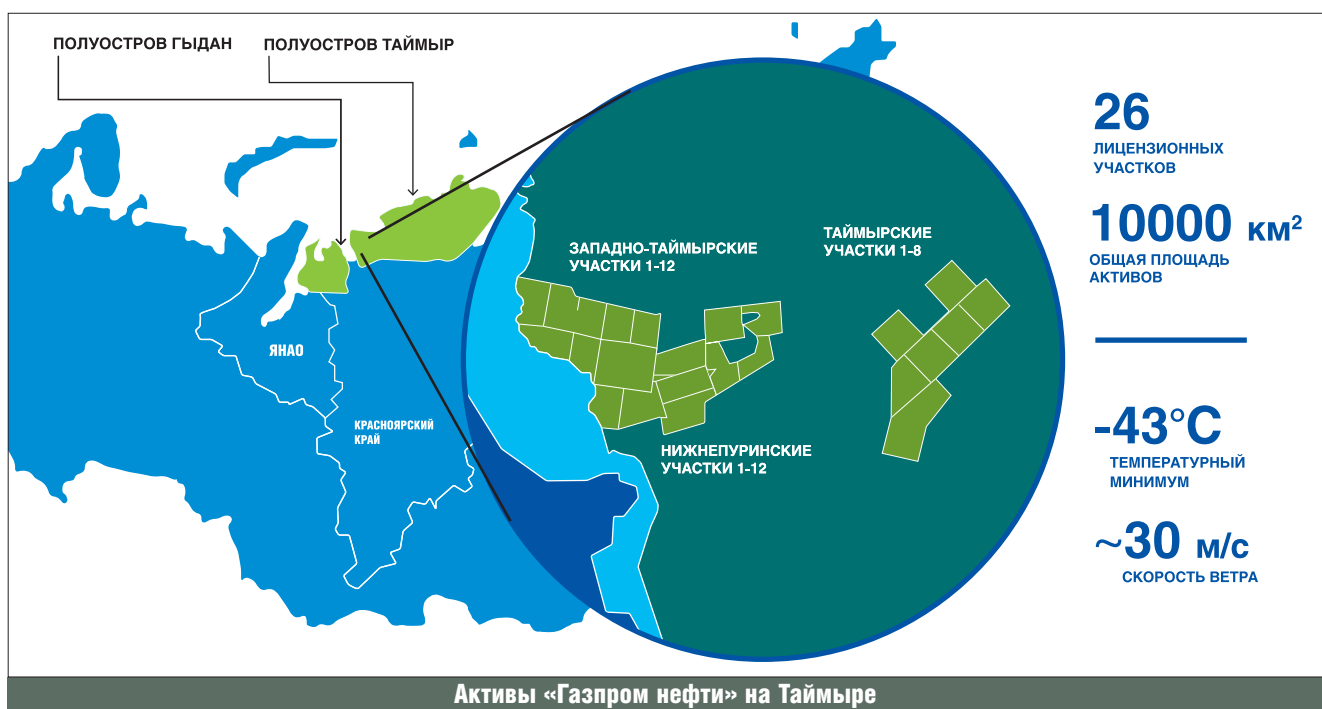 ПОЛУОСТРОВ ГЫДАН
ПОЛУОСТРОВ ТАЙМЫР
ЯНАО
КРАСНОЯРСКИЙ
КРАЙ
ЗАПАДНО-ТАЙМЫРСКИЕ
УЧАСТКИ 1-12
ТАЙМЫРСКИЕ
УЧАСТКИ 1-8
НИЖНЕПУРИНСКИЕ
УЧАСТКИ 1-12
26
ЛИЦЕНЗИОННЫХ
УЧАСТКОВ
10000 км²
ОБЩАЯ ПЛОЩАДЬ
АКТИВОВ
-43°C
ТЕМПЕРАТУРНЫЙ
МИНИМУМ
~30 м/с
СКОРОСТЬ ВЕТРА
Активы «Газпром нефти» на Таймыре